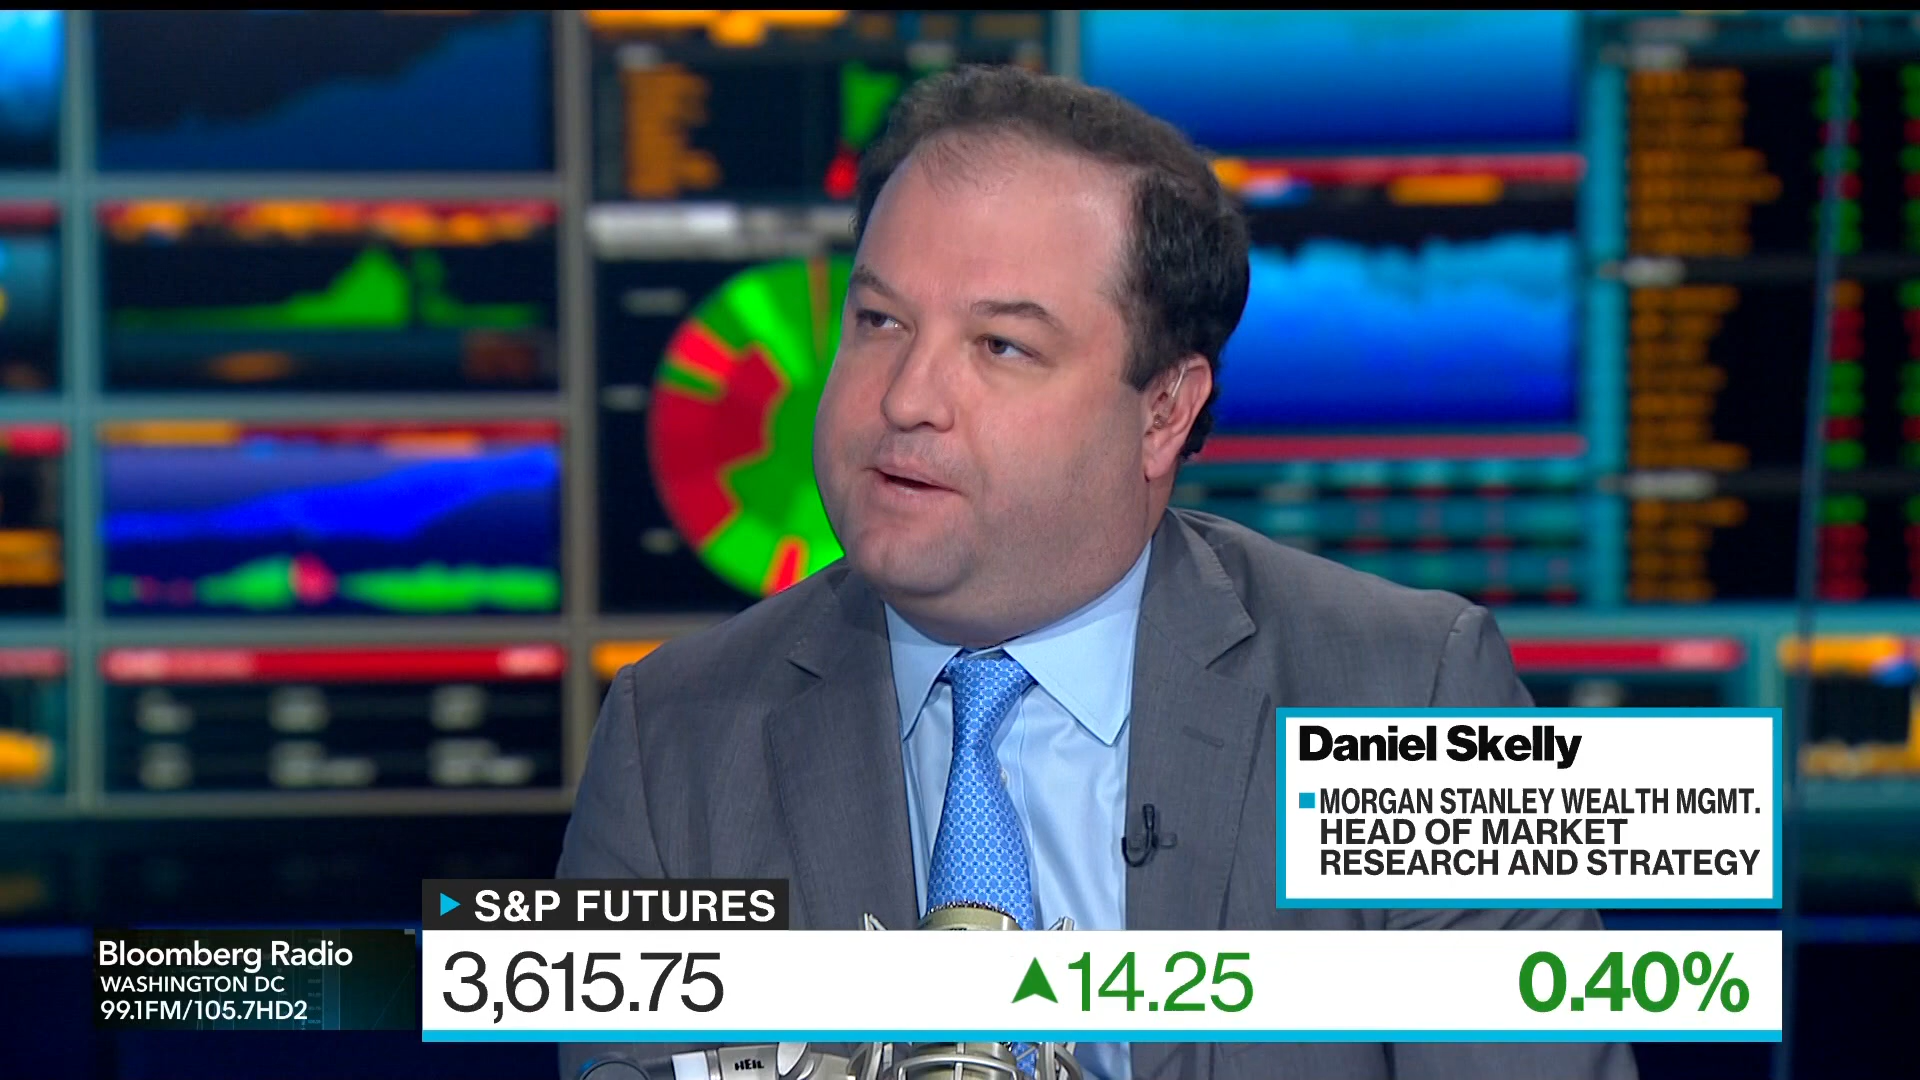 Daniel Skelly
MORGAN STANLEY WEALTH MGMT.
HEAD OF MARKET
RESEARCH AND STRATEGY
S&P FUTURES
3,615.75 ▲14.25 0.40%
Bloomberg Radio
WASHINGTON DC
99.1FM/105.7HD2
HEIL